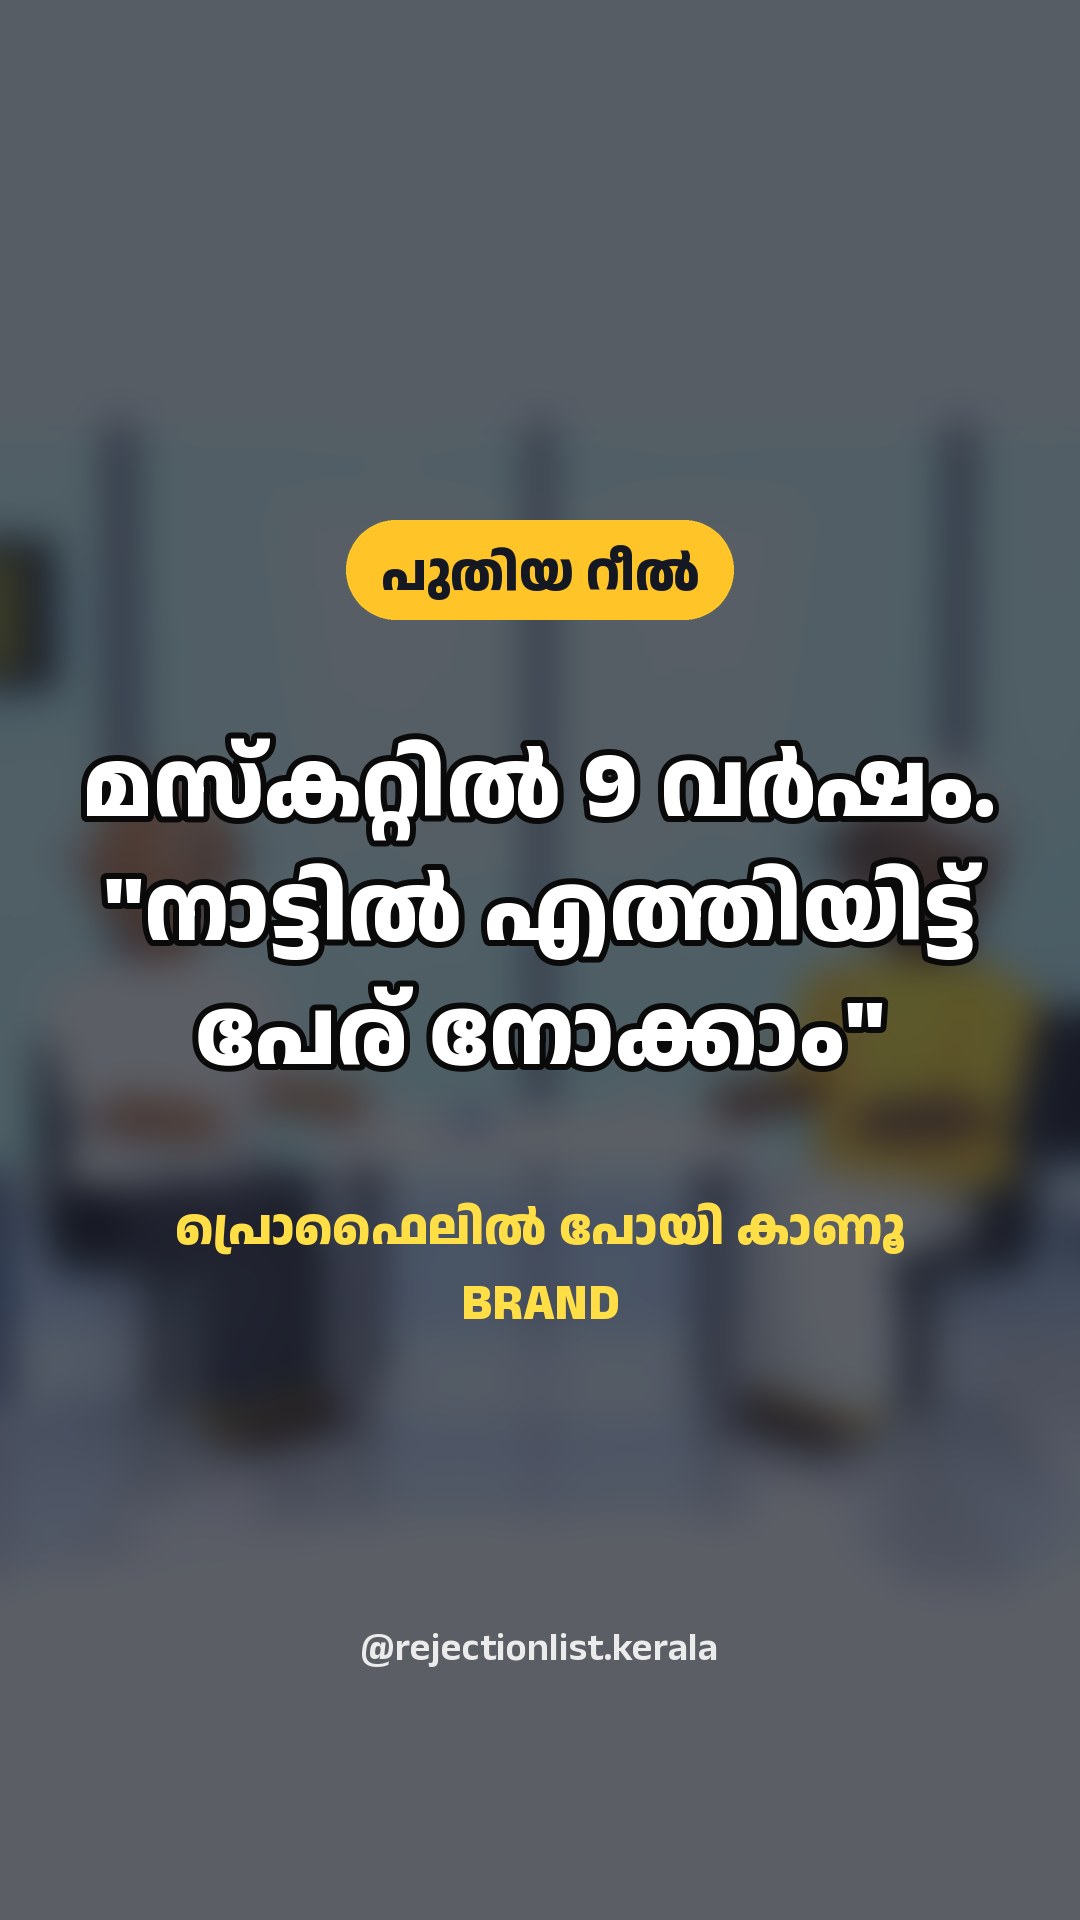 പുതിയ റീൽ
മസ്കറ്റിൽ 9 വർഷം.
"നാട്ടിൽ എത്തിയിട്ട്
പേര് നോക്കാം"
പ്രൊഫൈലിൽ പോയി കാണൂ
BRAND
@rejectionlist.kerala